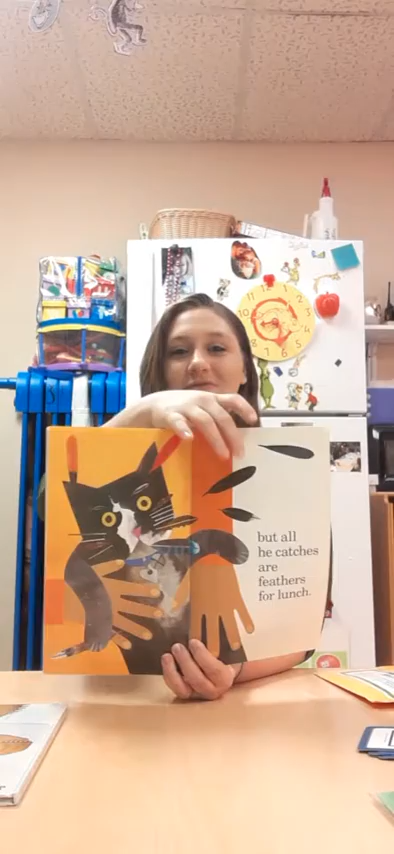 but all
he catches
are
feathers
for lunch.